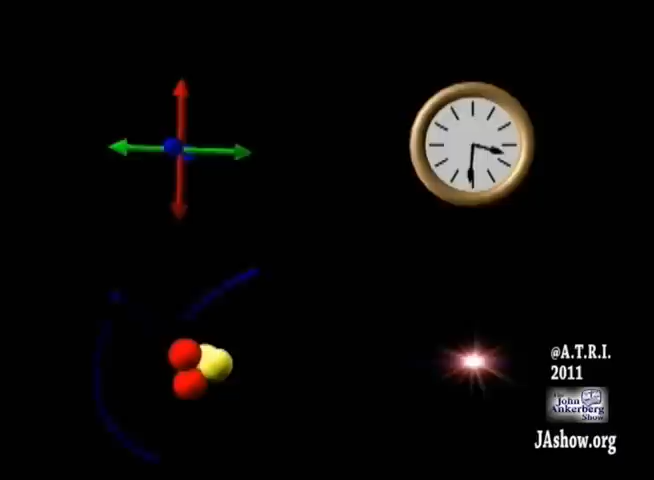 @A.T.R.I.
2011
The
John
Ankerberg
Show
JAshow.org